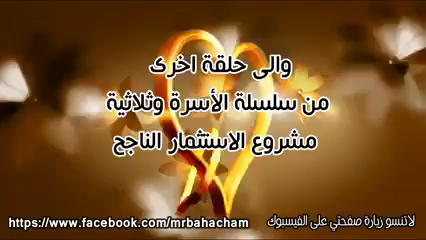 والى حلقة اخرى
من سلسلة الأسرة وثلاثية
مشروع الاستثمار الناجح
لاتنسو زيارة صفحتي على الفيسبوك
https://www.facebook.com/mrbahacham